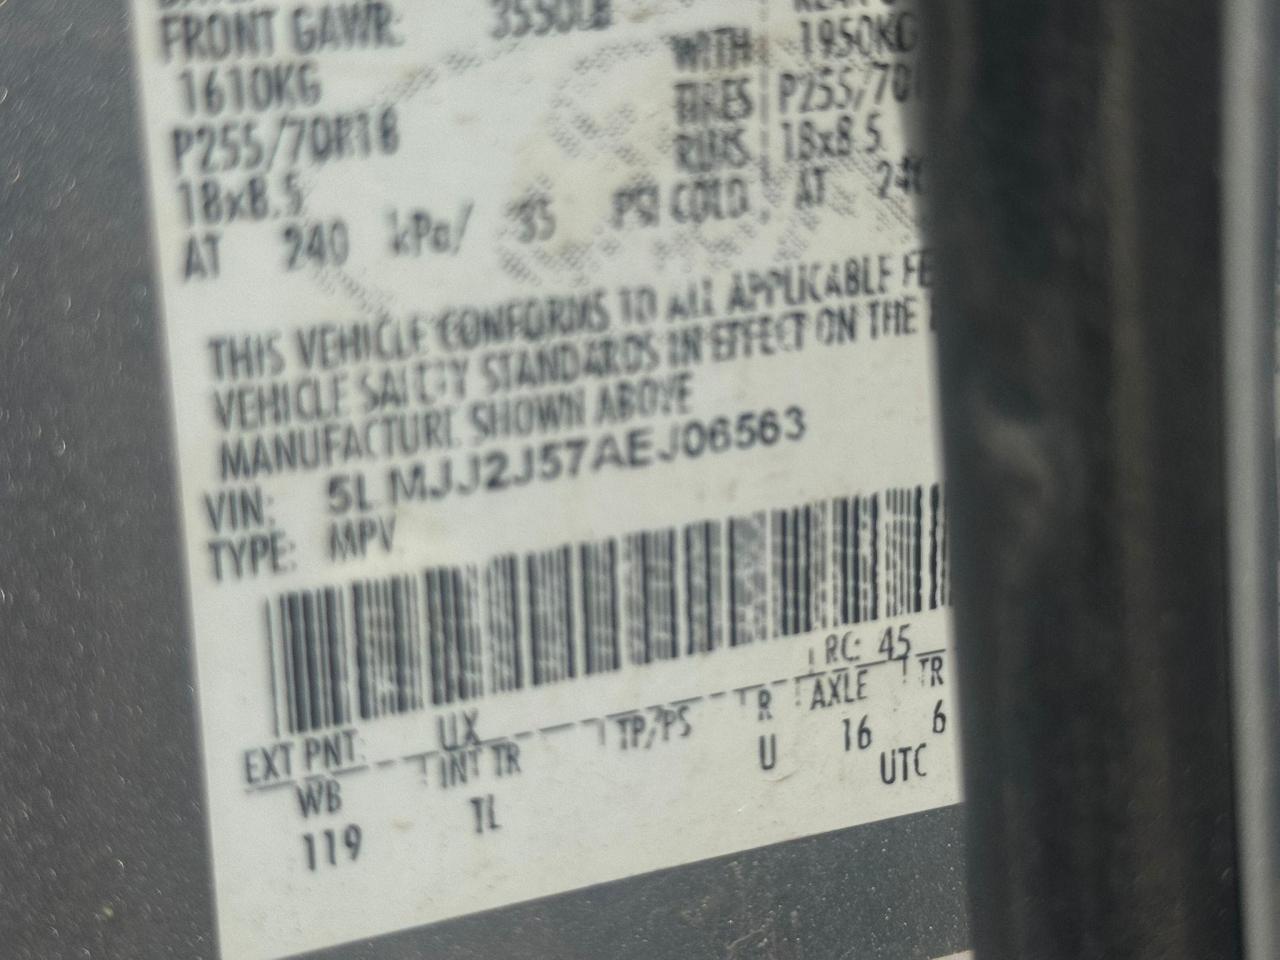 FRONT GAWR: 3550LB
1610KG WITH 1950KG
P255/70R18 TIRES P255/70
18x8.5 RIMS 18x8.5
AT 240 kPa/ 35 PSI COLD AT 240
THIS VEHICLE CONFORMS TO ALL APPLICABLE FE
VEHICLE SAFETY STANDARDS IN EFFECT ON THE
MANUFACTURE SHOWN ABOVE
VIN: 5LMJJ2J57AEJ06563
TYPE: MPV
RC: 45
EXT PNT: UX
WB INT TR TP/PS R AXLE TR
119 TL U 16 6
UTC